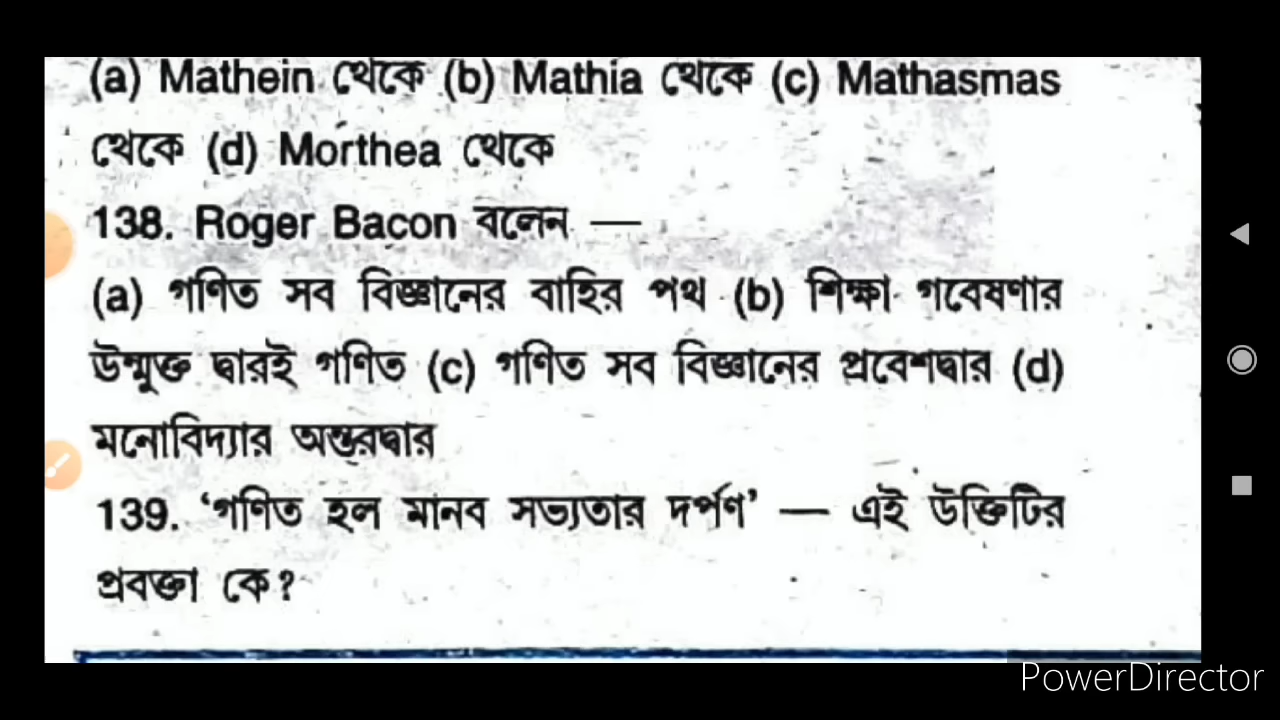 (a) Mathein থেকে (b) Mathia থেকে (c) Mathasmas
থেকে (d) Morthea থেকে
138. Roger Bacon বলেন —
(a) গণিত সব বিজ্ঞানের বাহির পথ (b) শিক্ষা গবেষণার
উন্মুক্ত দ্বারই গণিত (c) গণিত সব বিজ্ঞানের প্রবেশদ্বার (d)
মনোবিদ্যার অন্তরদ্বার
139. ‘গণিত হল মানব সভ্যতার দর্পণ’ — এই উক্তিটির
প্রবক্তা কে?
PowerDirector